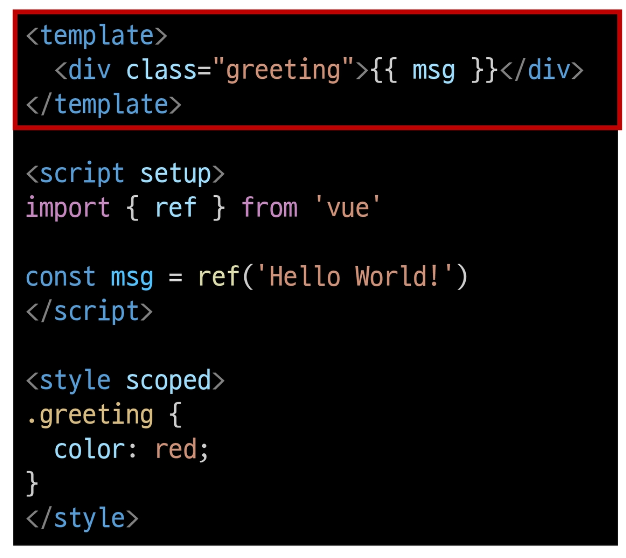 <template>
  <div class="greeting">{{ msg }}</div>
</template>
<script setup>
import { ref } from 'vue'
const msg = ref('Hello World!')
</script>
<style scoped>
.greeting {
  color: red;
}
</style>